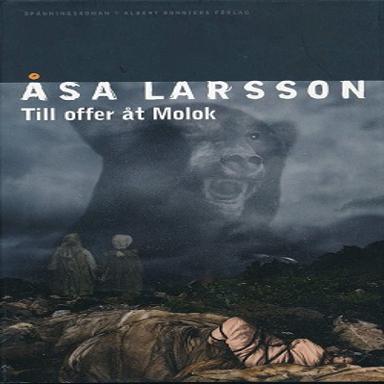 SPÄNNINGSROMAN • ALBERT BONNIERS FÖRLAG
ÅSA LARSSON
Till offer åt Molok